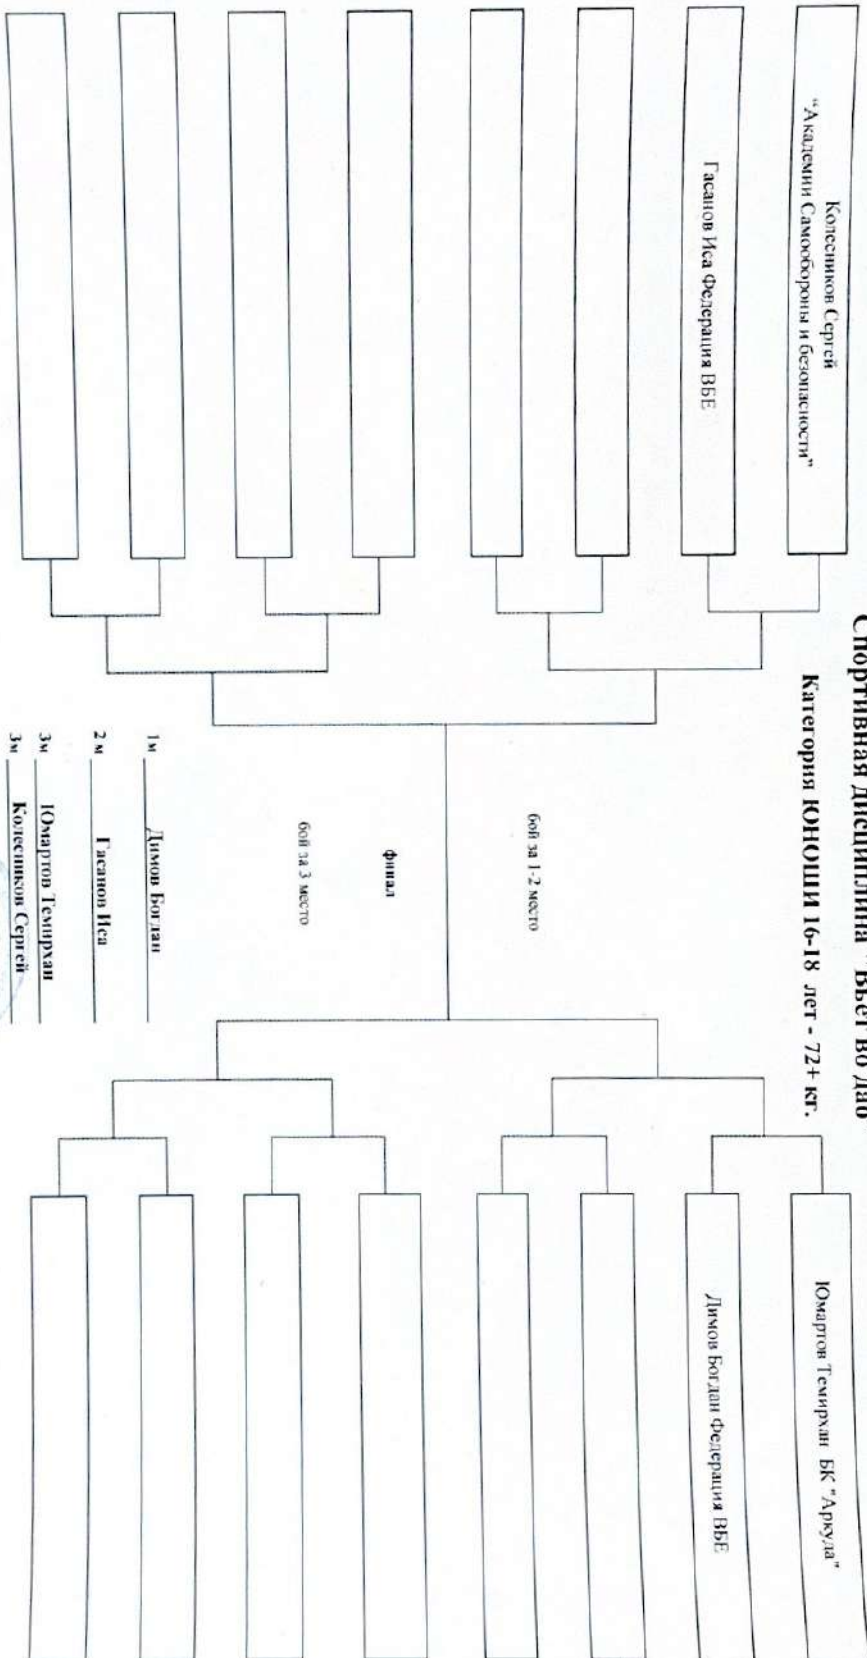 Спортивная дисциплина "Вьет во дао
Категория ЮНОШИ 16-18 лет - 72+ кг.
Колесников Сергей
"Академии Самообороны и безопасности"
Гасанов Иса Федерация ВБЕ
Юмартов Темирхан БК "Аркуда"
Димов Богдан Федерация ВБЕ
бой за 1-2 место
финал
бой за 3 место
1м Димов Богдан
2 м Гасанов Иса
3м Юмартов Темирхан
3м Колесников Сергей